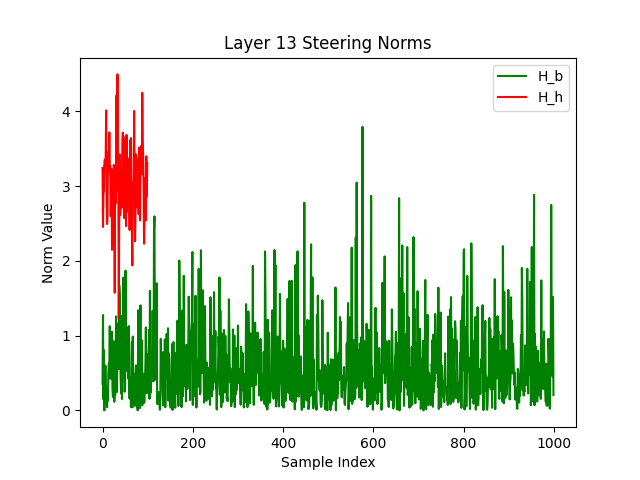 Layer 13 Steering Norms
H_b
H_h
Norm Value
4
3
2
1
0
0 200 400 600 800 1000
Sample Index